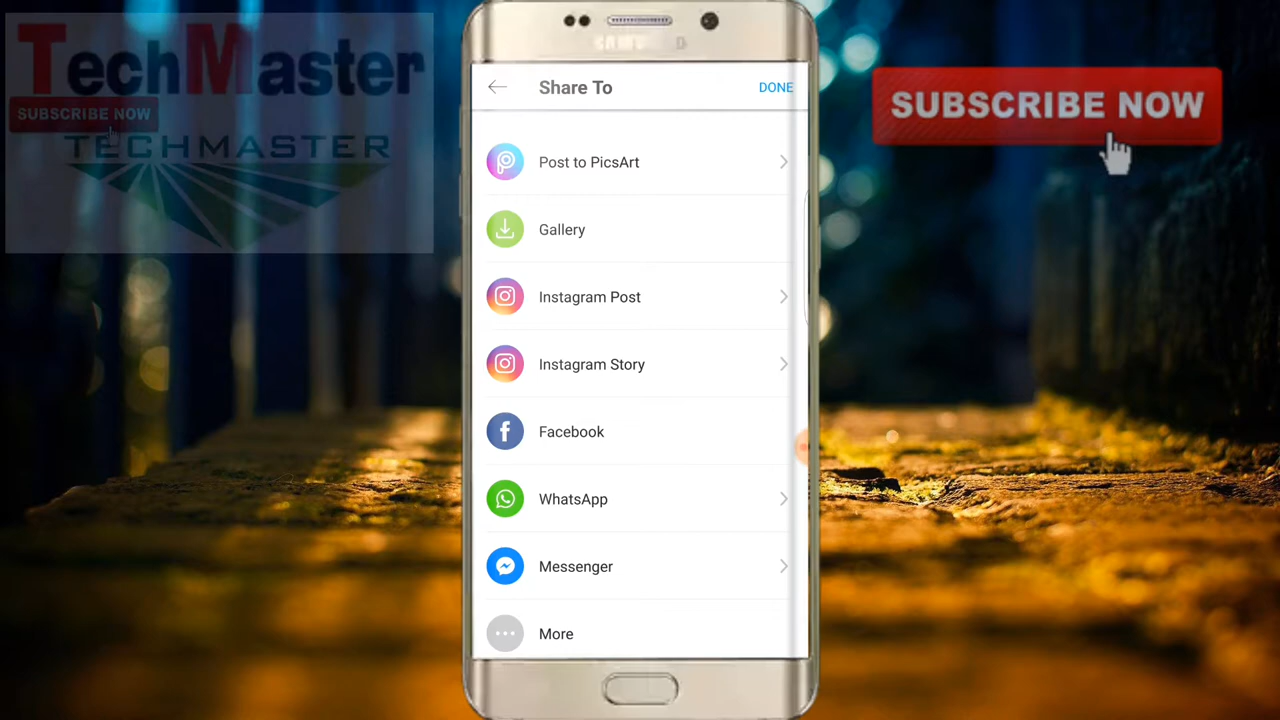 TechMaster
SUBSCRIBE NOW
TECHMASTER
SUBSCRIBE NOW
SAMSUNG
Share To
DONE
Post to PicsArt
Gallery
Instagram Post
Instagram Story
Facebook
WhatsApp
Messenger
More